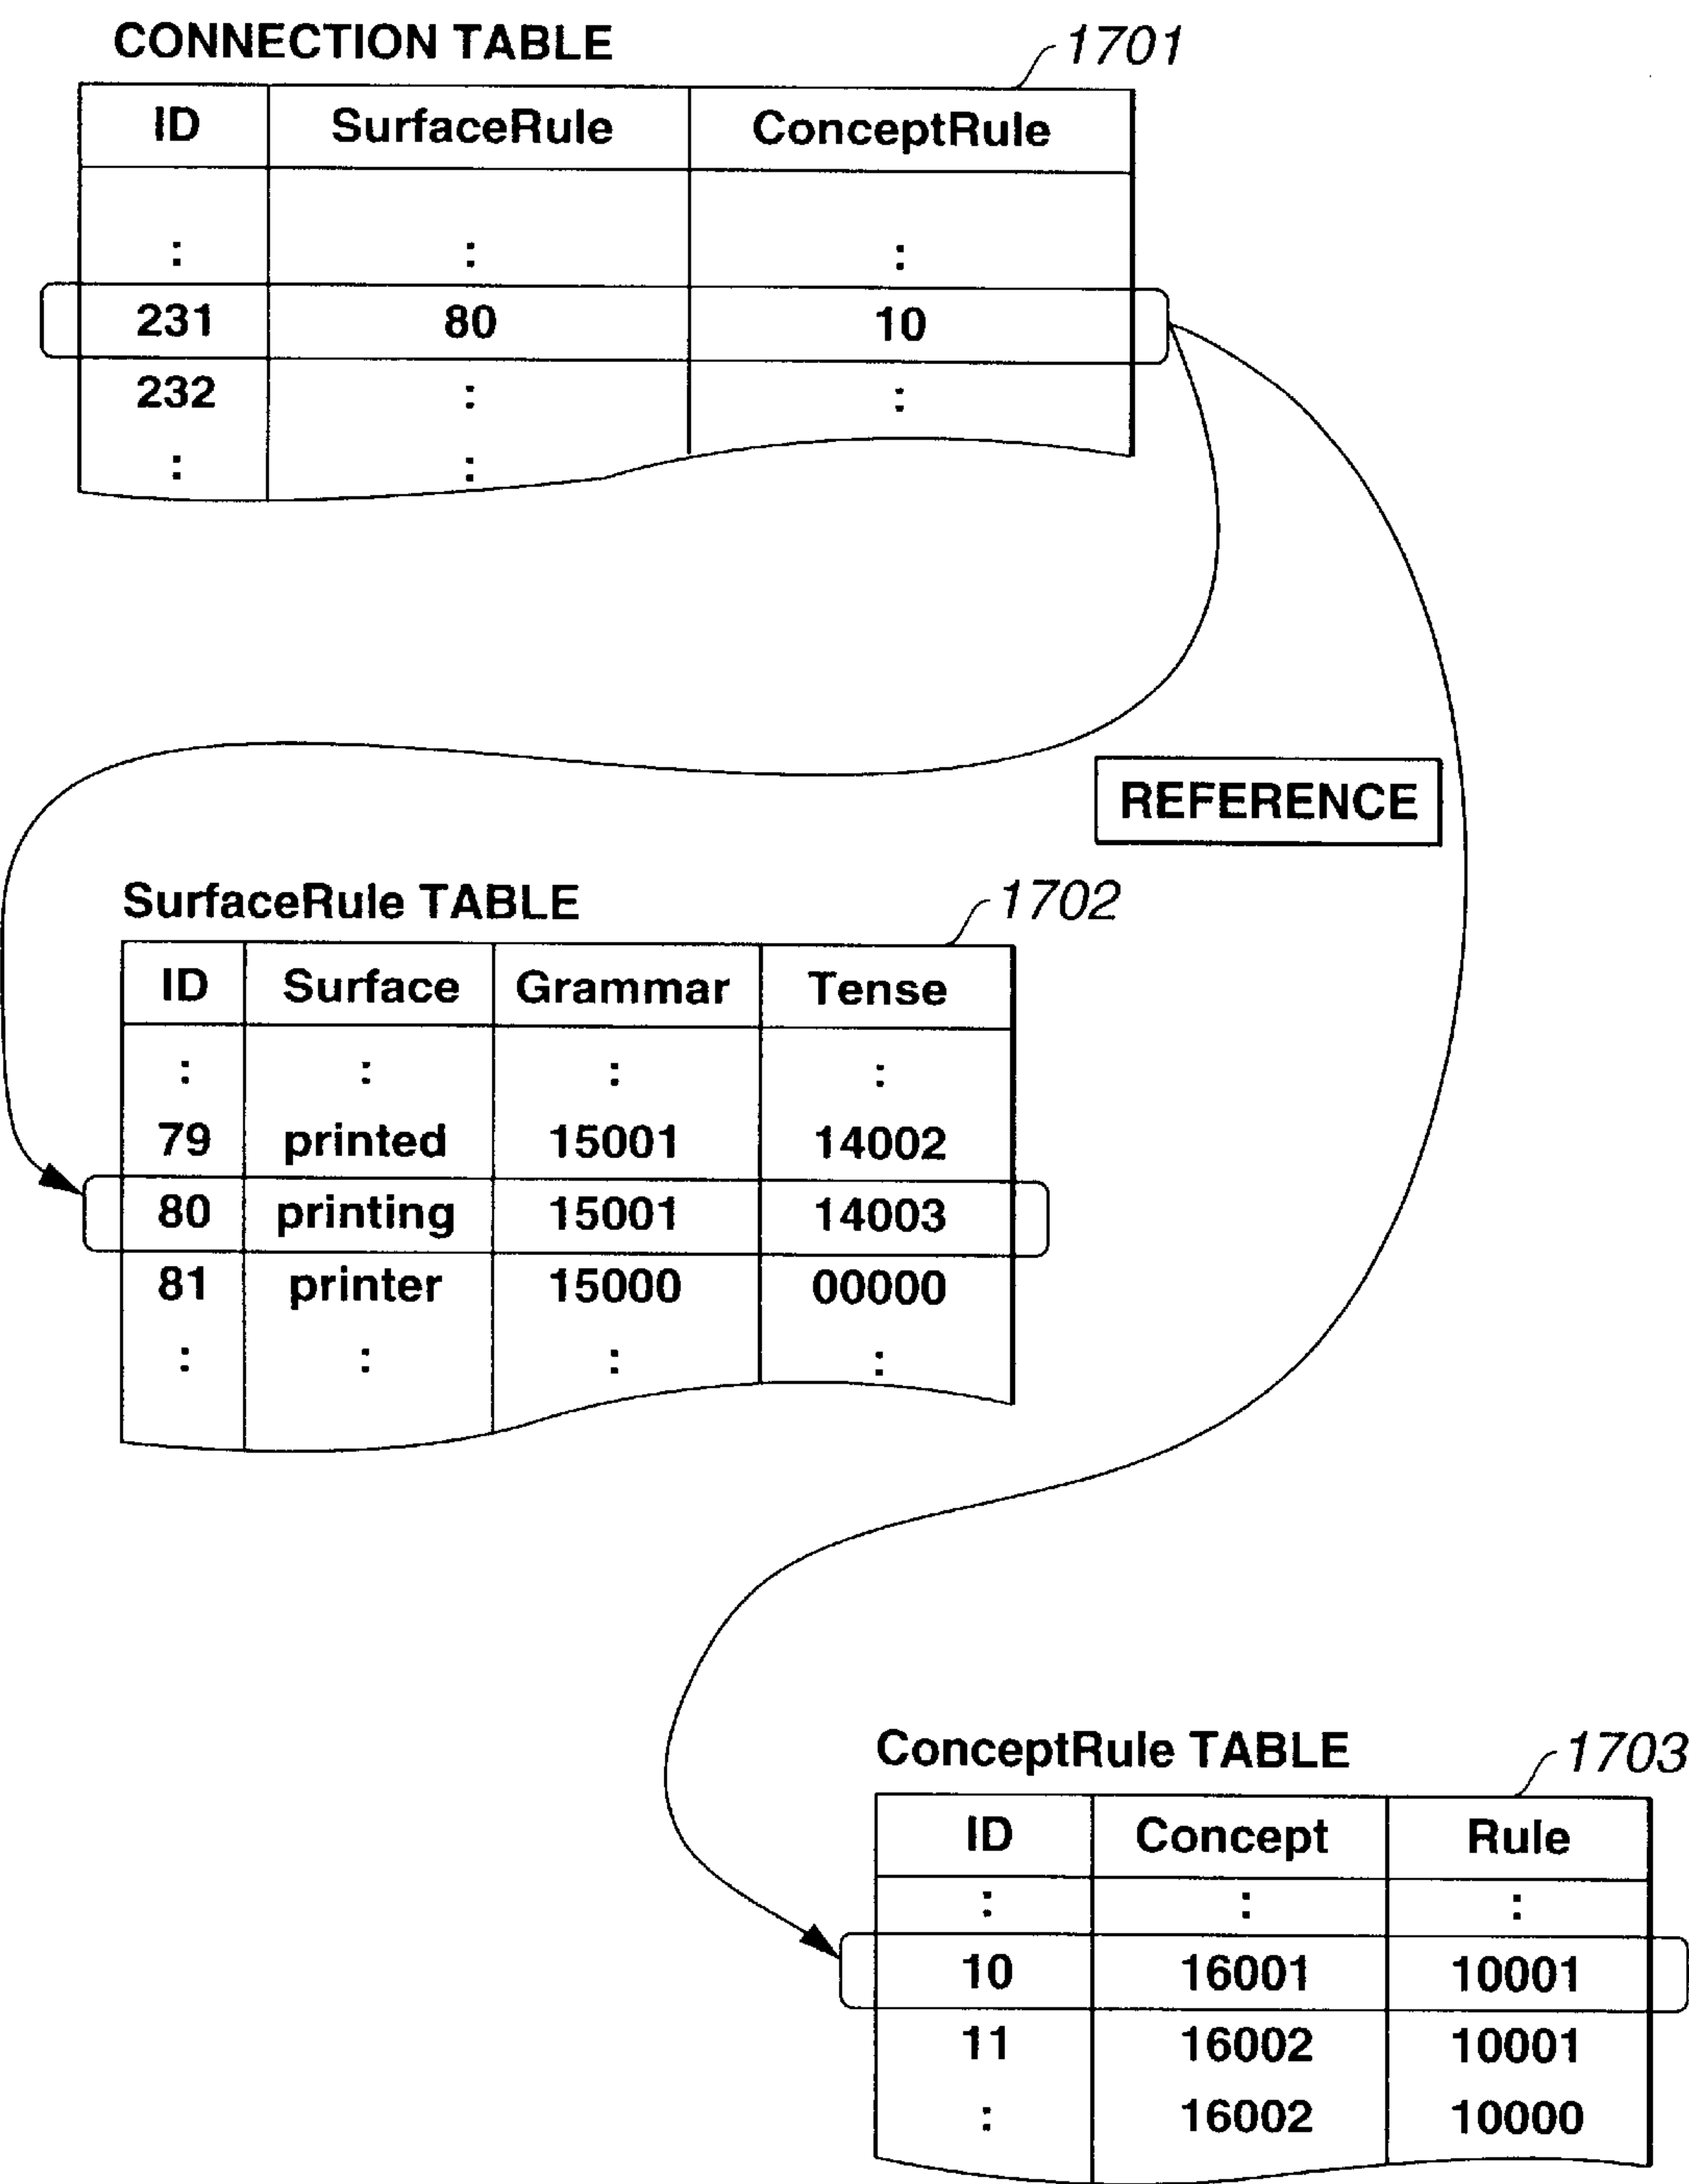 CONNECTION TABLE 1701
ID SurfaceRule ConceptRule
: : :
231 80 10
232 : :
: :
REFERENCE
SurfaceRule TABLE 1702
ID Surface Grammar Tense
: : : :
79 printed 15001 14002
80 printing 15001 14003
81 printer 15000 00000
: : : :
ConceptRule TABLE 1703
ID Concept Rule
: : :
10 16001 10001
11 16002 10001
: 16002 10000